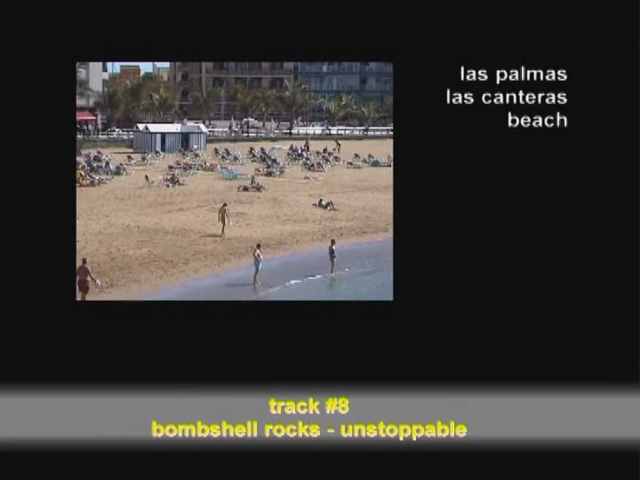 las palmas
las canteras
beach
track #8
bombshell rocks - unstoppable